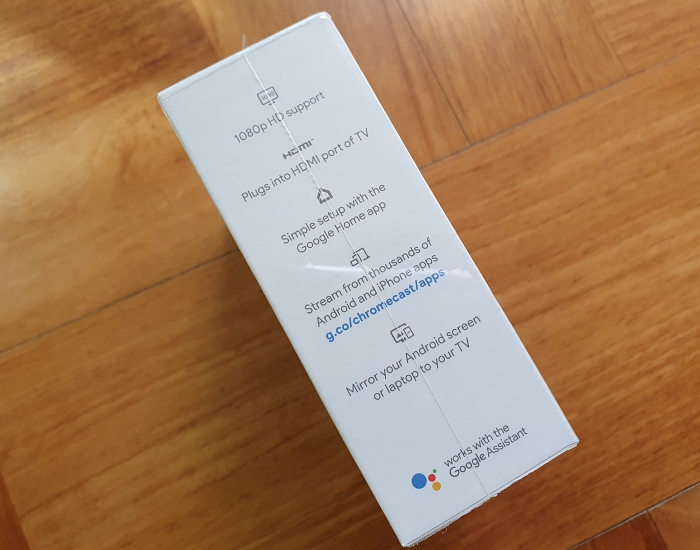 1080p HD support
HDMI
Plugs into HDMI port of TV
Simple setup with the
Google Home app
Stream from thousands of
Android and iPhone apps
g.co/chromecast/apps
Mirror your Android screen
or laptop to your TV
works with the
Google Assistant